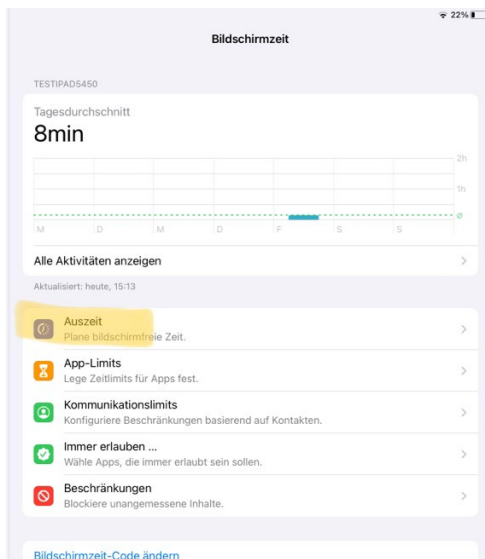 22%
Bildschirmzeit
TESTIPAD5450
Tagesdurchschnitt
8min
2h
1h
ø
M D M D F S S
Alle Aktivitäten anzeigen
Aktualisiert: heute, 15:13
Auszeit
Plane bildschirmfreie Zeit.
App-Limits
Lege Zeitlimits für Apps fest.
Kommunikationslimits
Konfiguriere Beschränkungen basierend auf Kontakten.
Immer erlauben ...
Wähle Apps, die immer erlaubt sein sollen.
Beschränkungen
Blockiere unangemessene Inhalte.
Bildschirmzeit-Code ändern